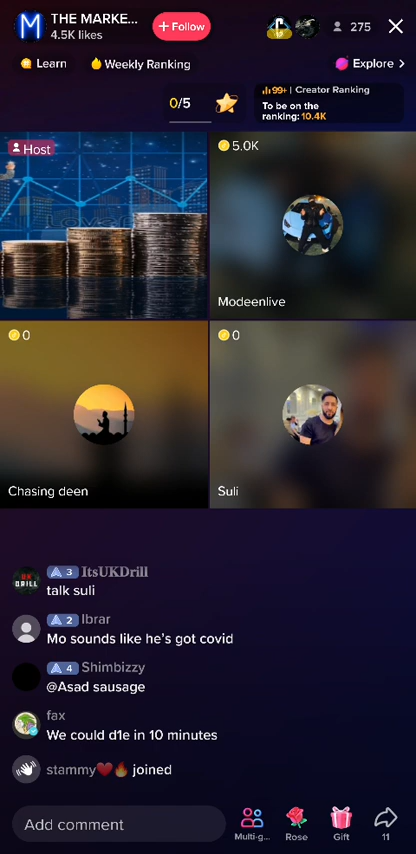 THE MARKE...
4.5K likes
+ Follow
275
Learn
Weekly Ranking
Explore >
0/5
99+ | Creator Ranking
To be on the
ranking: 10.4K
Host
5.0K
Modeenlive
0
Chasing deen
0
Suli
DRILL
3 ItsUKDrill
talk suli
2 Ibrar
Mo sounds like he's got covid
4 Shimbizzy
@Asad sausage
fax
We could d1e in 10 minutes
stammy❤️🔥 joined
Add comment
Multi-g...
Rose
Gift
11